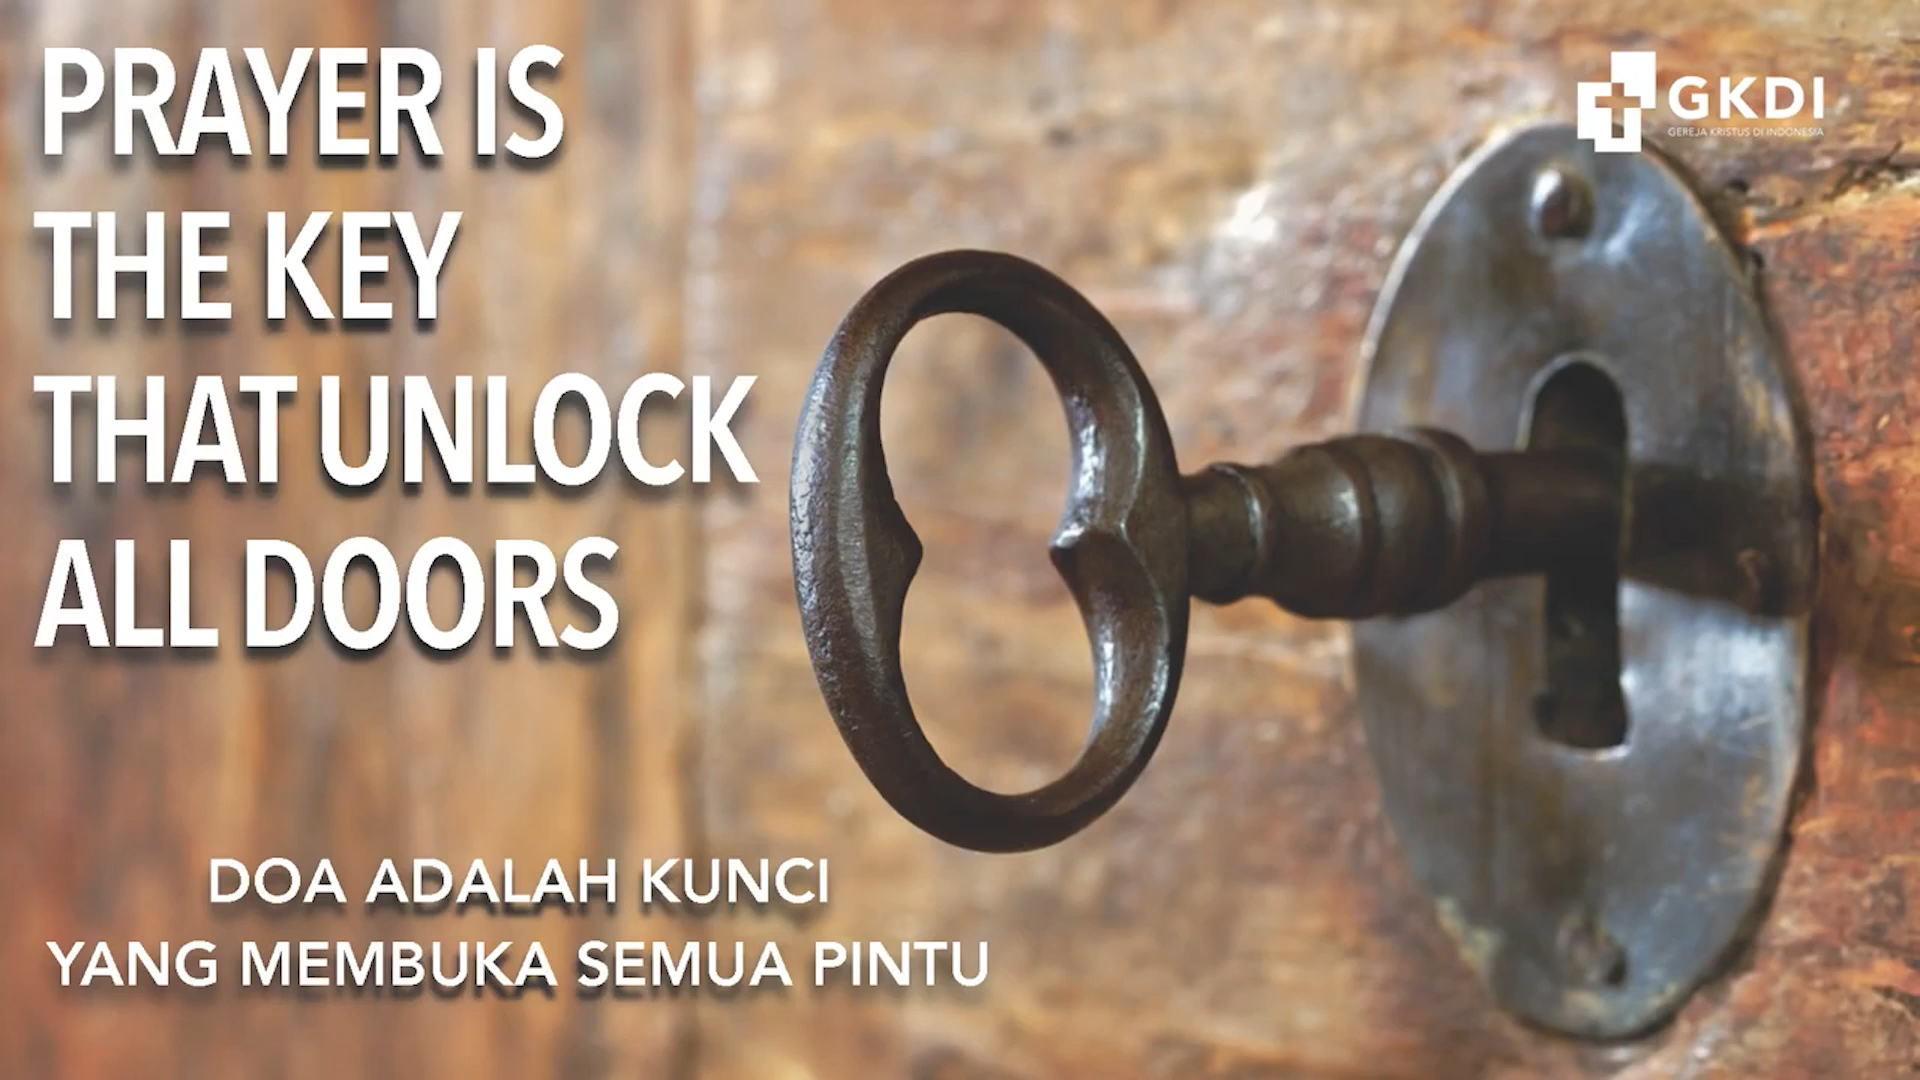 PRAYER IS
THE KEY
THAT UNLOCK
ALL DOORS
DOA ADALAH KUNCI
YANG MEMBUKA SEMUA PINTU
GKDI
GEREJA KRISTUS DI INDONESIA